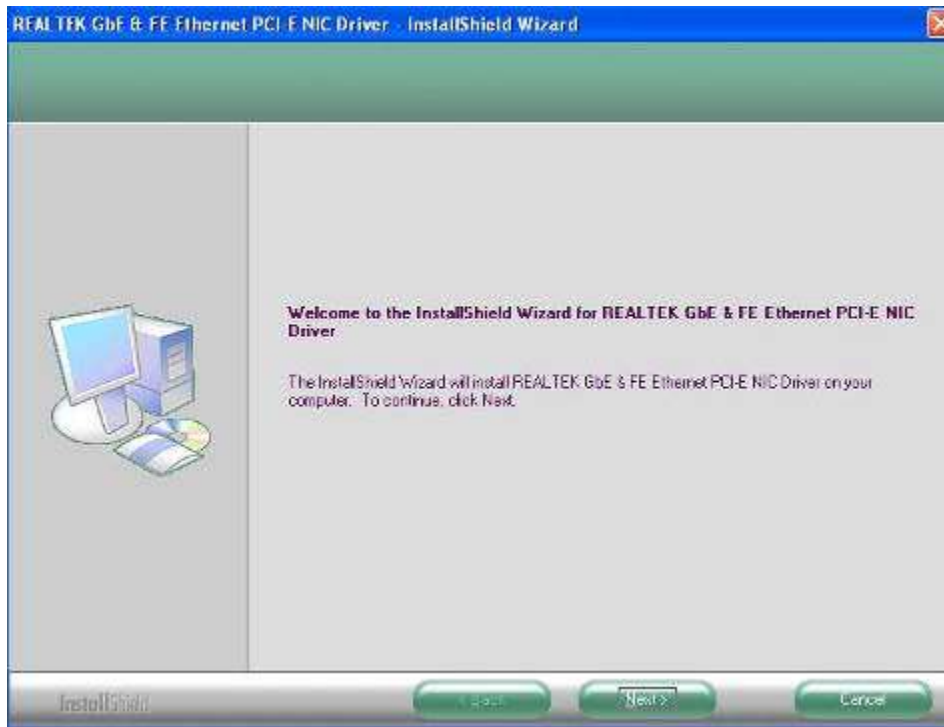 REALTEK GbE & FE Ethernet PCI-E NIC Driver - InstallShield Wizard
Welcome to the InstallShield Wizard for REALTEK GbE & FE Ethernet PCI-E NIC
Driver
The InstallShield Wizard will install REALTEK GbE & FE Ethernet PCI-E NIC Driver on your
computer. To continue, click Next.
InstallShield
< Back
Next >
Cancel